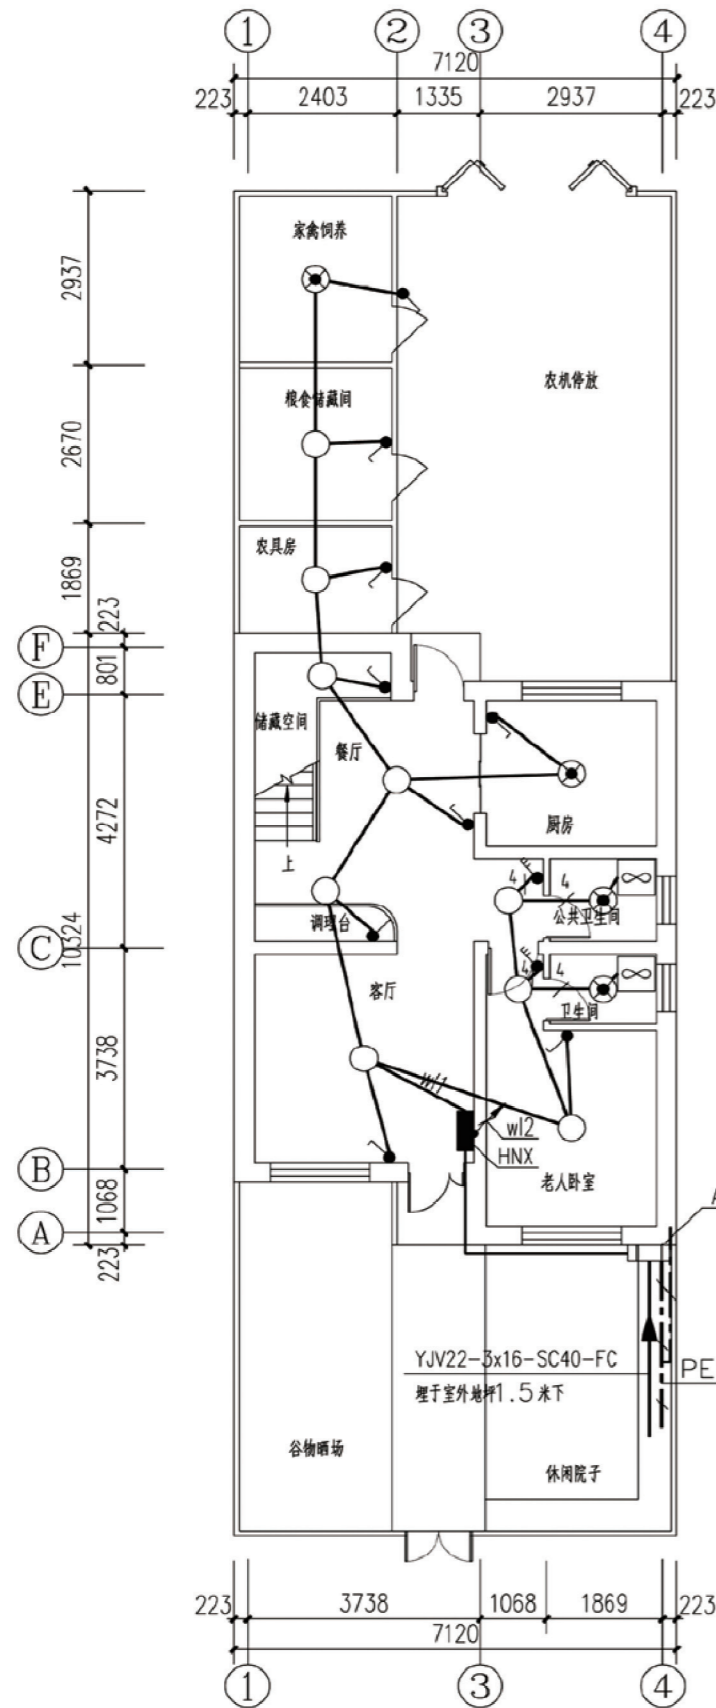 1 2 3 4
7120
223 2403 1335 2937 223
2937
家禽饲养
农机停放
2670
粮食储藏间
1869
农具房
223
F
801
E
储藏空间
餐厅
4272
厨房
上
4 4
公共卫生间
调理台
C
10324
4 4
卫生间
客厅
3738
wl1
wl2
HNX
B
老人卧室
1068
A
A
223
YJV22-3x16-SC40-FC
PE
埋于室外地坪1.5米下
谷物晒场
休闲院子
223 3738 1068 1869 223
7120
1 3 4